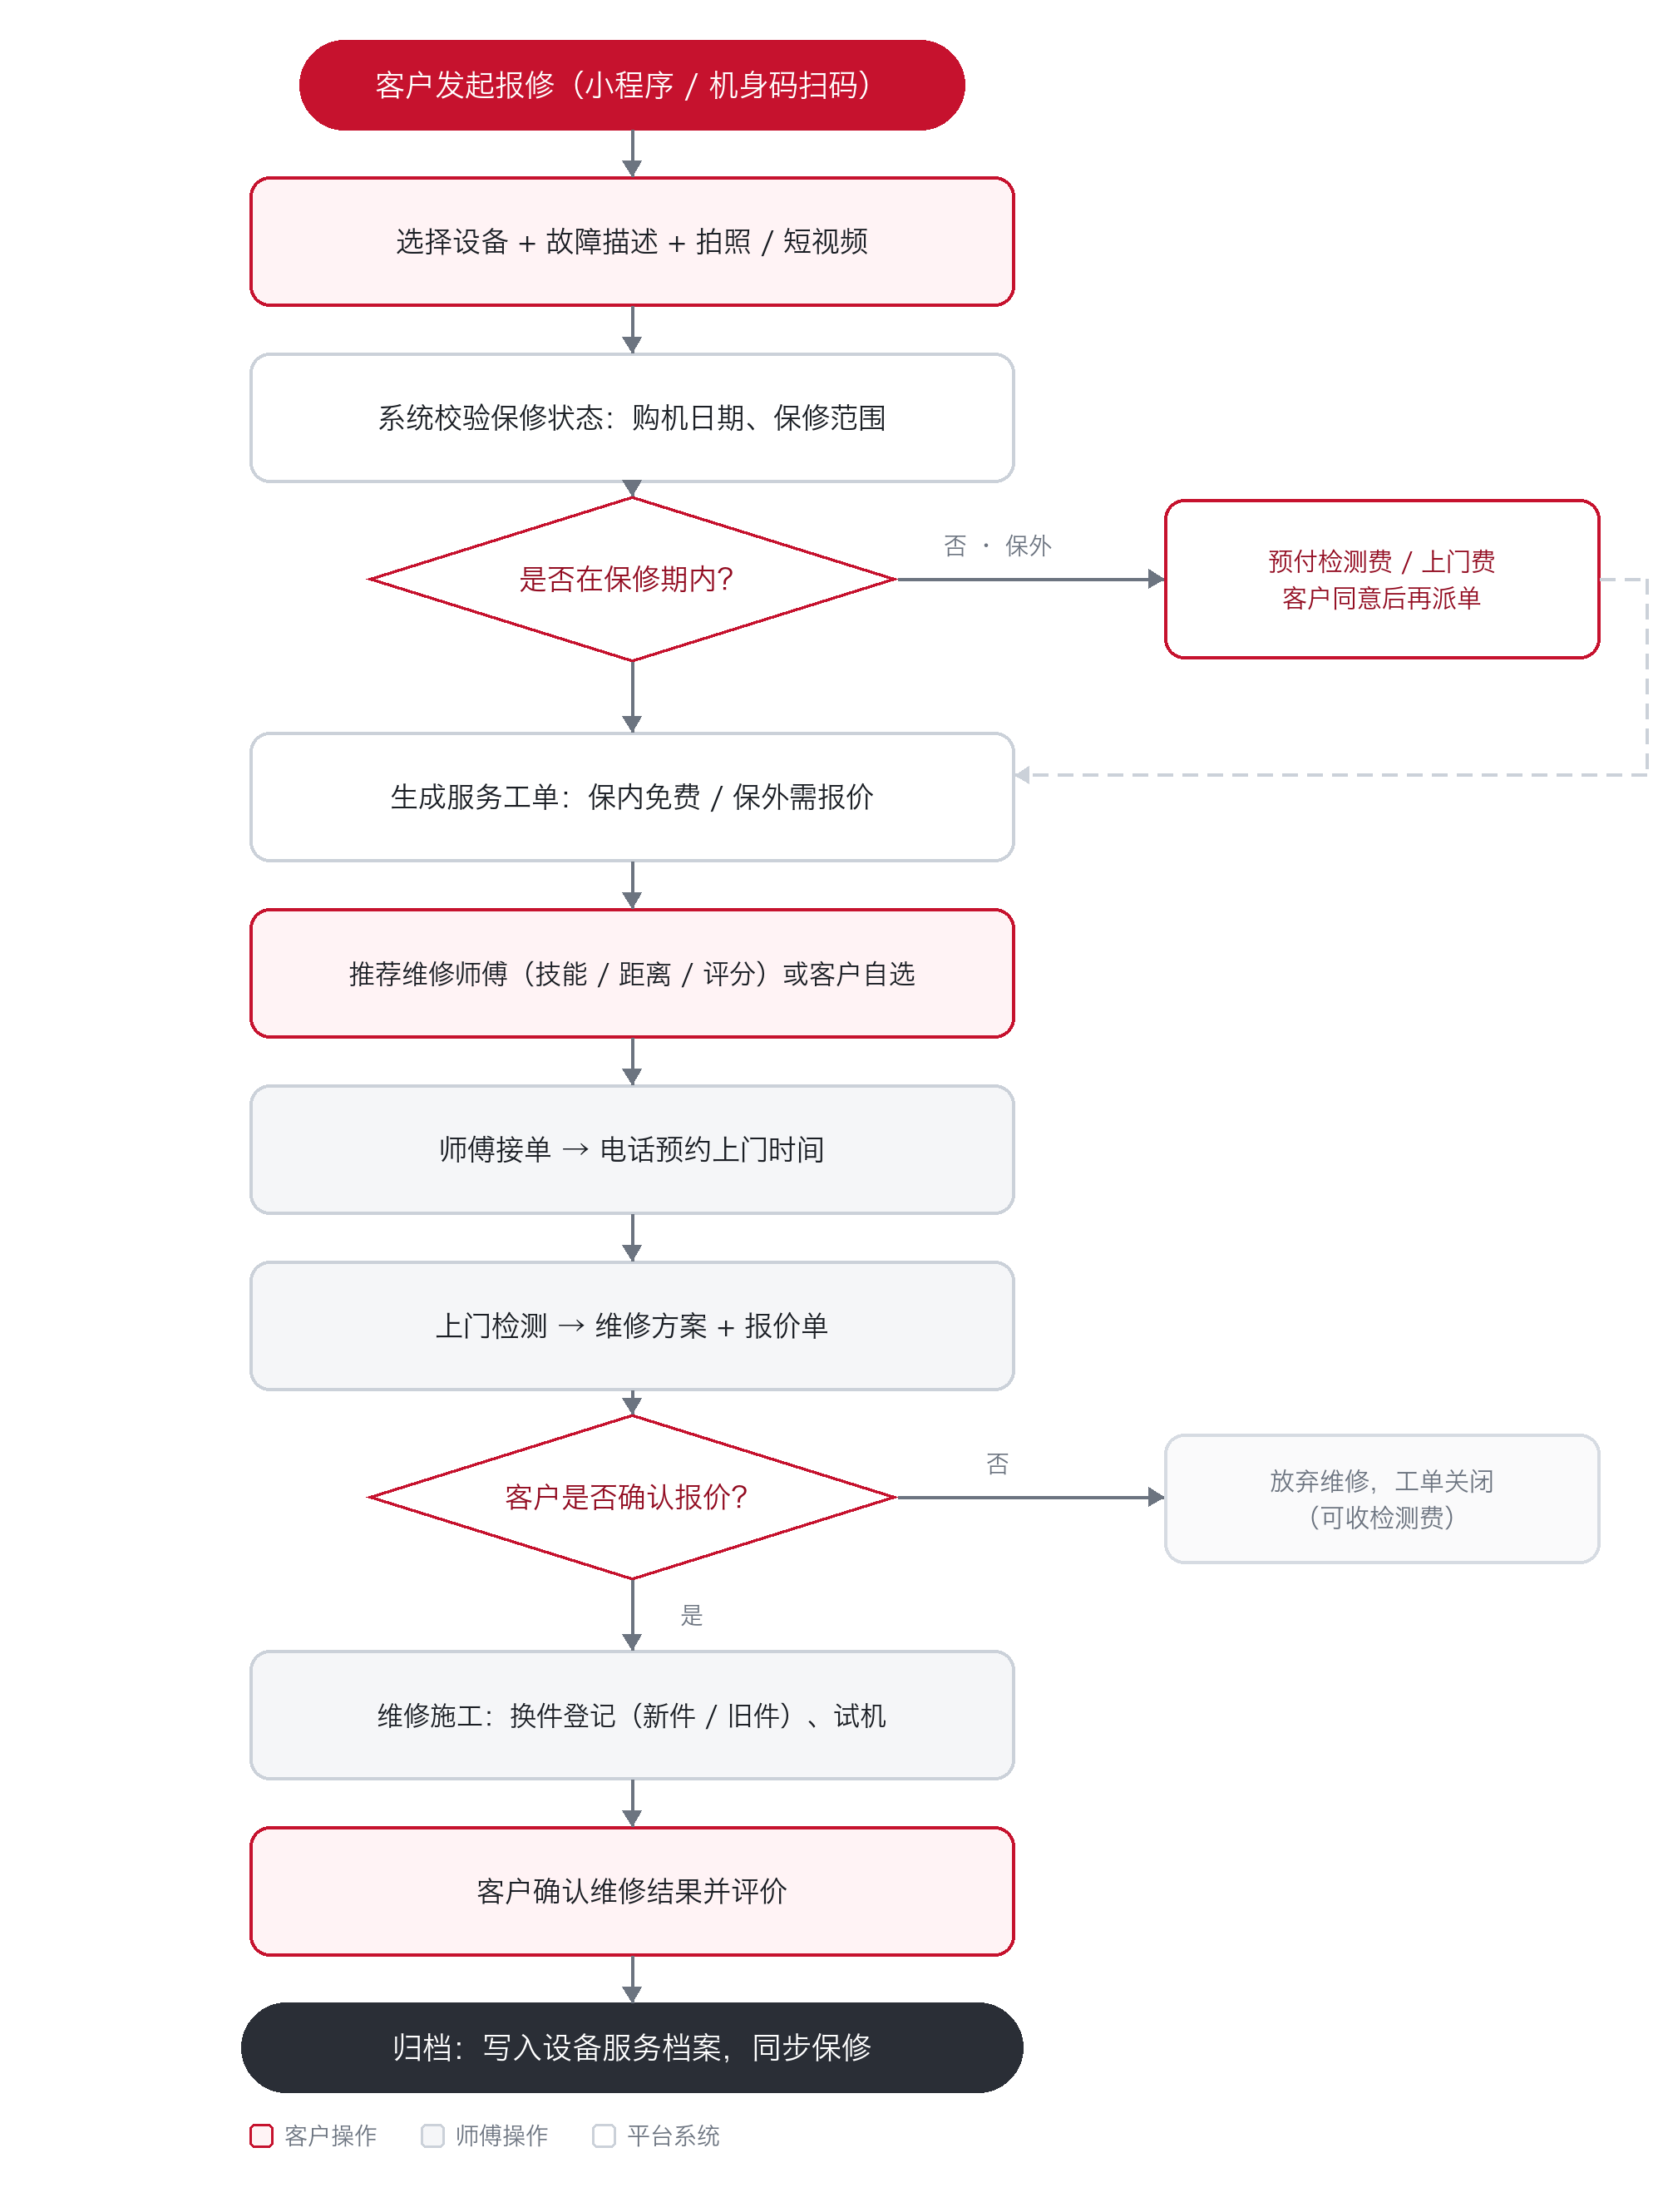 客户发起报修（小程序 / 机身码扫码）
选择设备 + 故障描述 + 拍照 / 短视频
系统校验保修状态：购机日期、保修范围
是否在保修期内？
否 · 保外
预付检测费 / 上门费
客户同意后再派单
生成服务工单：保内免费 / 保外需报价
推荐维修师傅（技能 / 距离 / 评分）或客户自选
师傅接单 → 电话预约上门时间
上门检测 → 维修方案 + 报价单
客户是否确认报价？
否
放弃维修，工单关闭
（可收检测费）
是
维修施工：换件登记（新件 / 旧件）、试机
客户确认维修结果并评价
归档：写入设备服务档案，同步保修
客户操作
师傅操作
平台系统